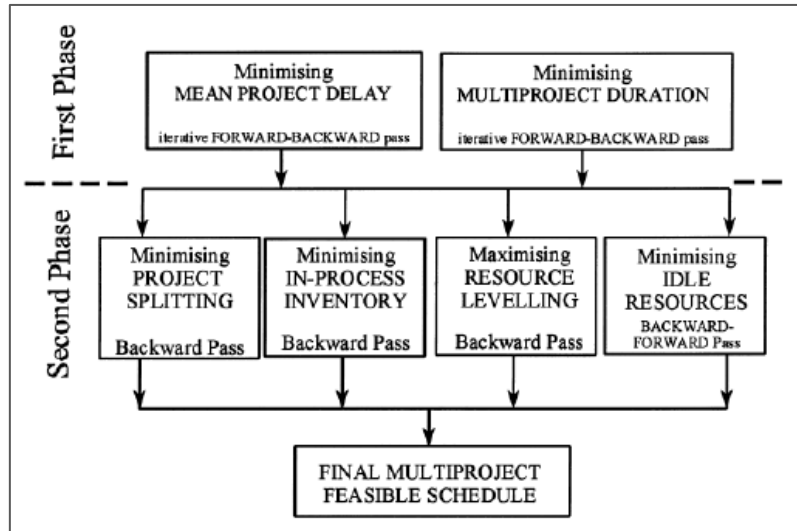 First Phase
Minimising
MEAN PROJECT DELAY
iterative FORWARD-BACKWARD pass
Minimising
MULTIPROJECT DURATION
iterative FORWARD-BACKWARD pass
Second Phase
Minimising
PROJECT
SPLITTING
Backward Pass
Minimising
IN-PROCESS
INVENTORY
Backward Pass
Maximising
RESOURCE
LEVELLING
Backward Pass
Minimising
IDLE
RESOURCES
BACKWARD-
FORWARD Pass
FINAL MULTIPROJECT
FEASIBLE SCHEDULE